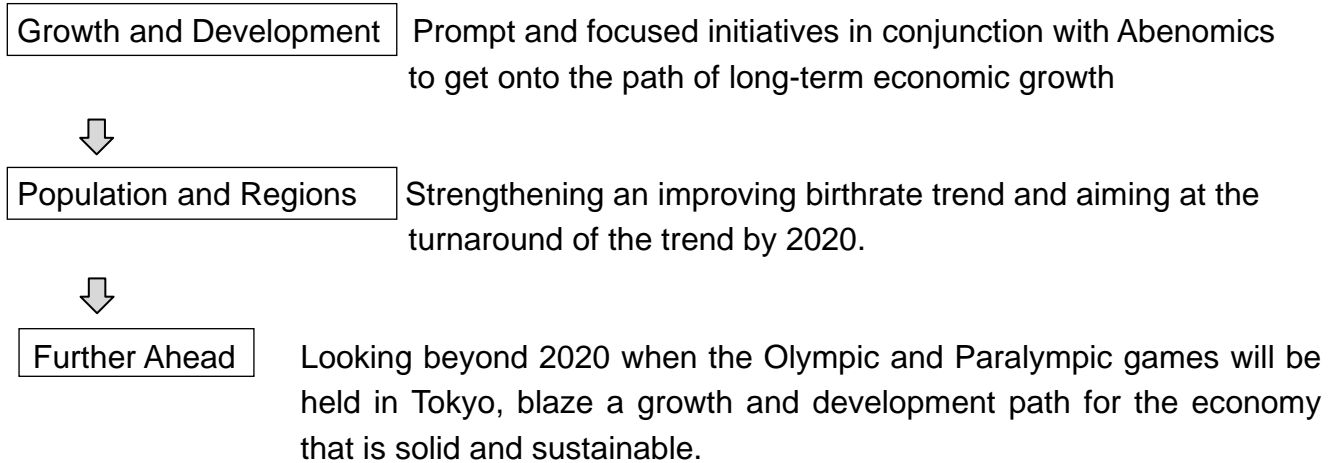 Growth and Development Prompt and focused initiatives in conjunction with Abenomics
to get onto the path of long-term economic growth
Population and Regions Strengthening an improving birthrate trend and aiming at the
turnaround of the trend by 2020.
Further Ahead Looking beyond 2020 when the Olympic and Paralympic games will be
held in Tokyo, blaze a growth and development path for the economy
that is solid and sustainable.